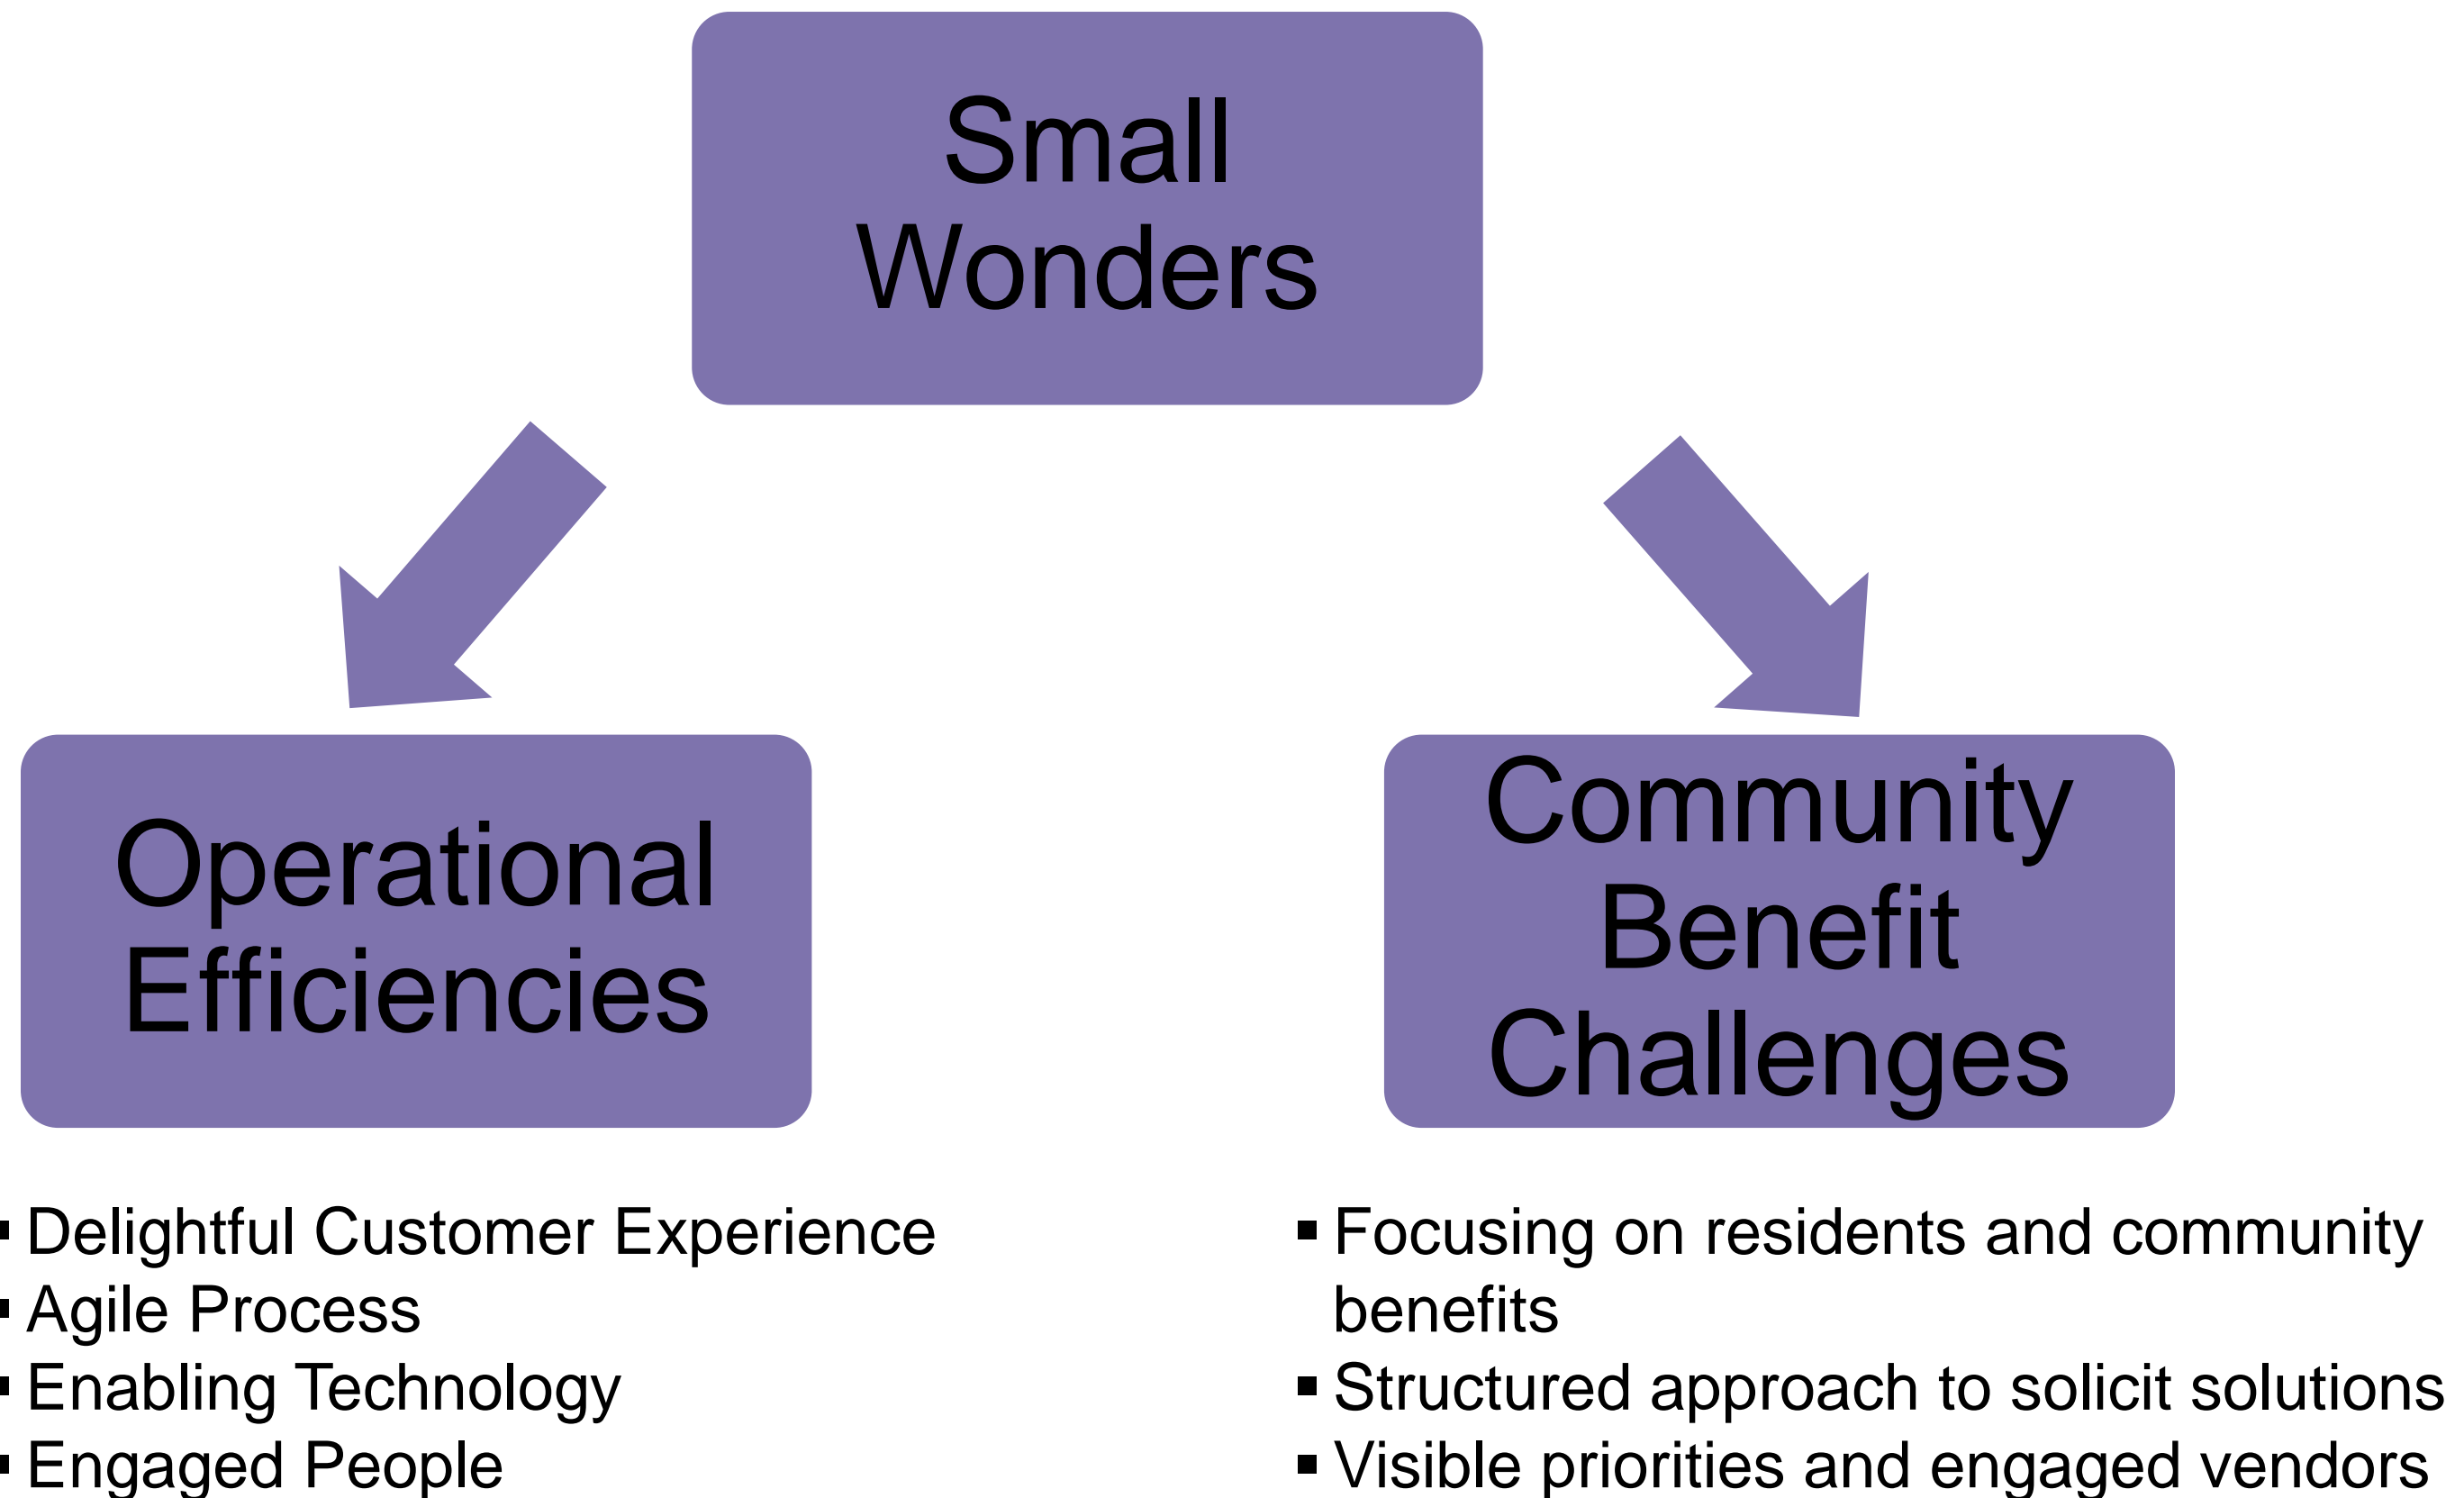 Small
Wonders
Operational
Efficiencies
Community
Benefit
Challenges
▪ Delightful Customer Experience
▪ Agile Process
▪ Enabling Technology
▪ Engaged People
▪ Focusing on residents and community
benefits
▪ Structured approach to solicit solutions
▪ Visible priorities and engaged vendors